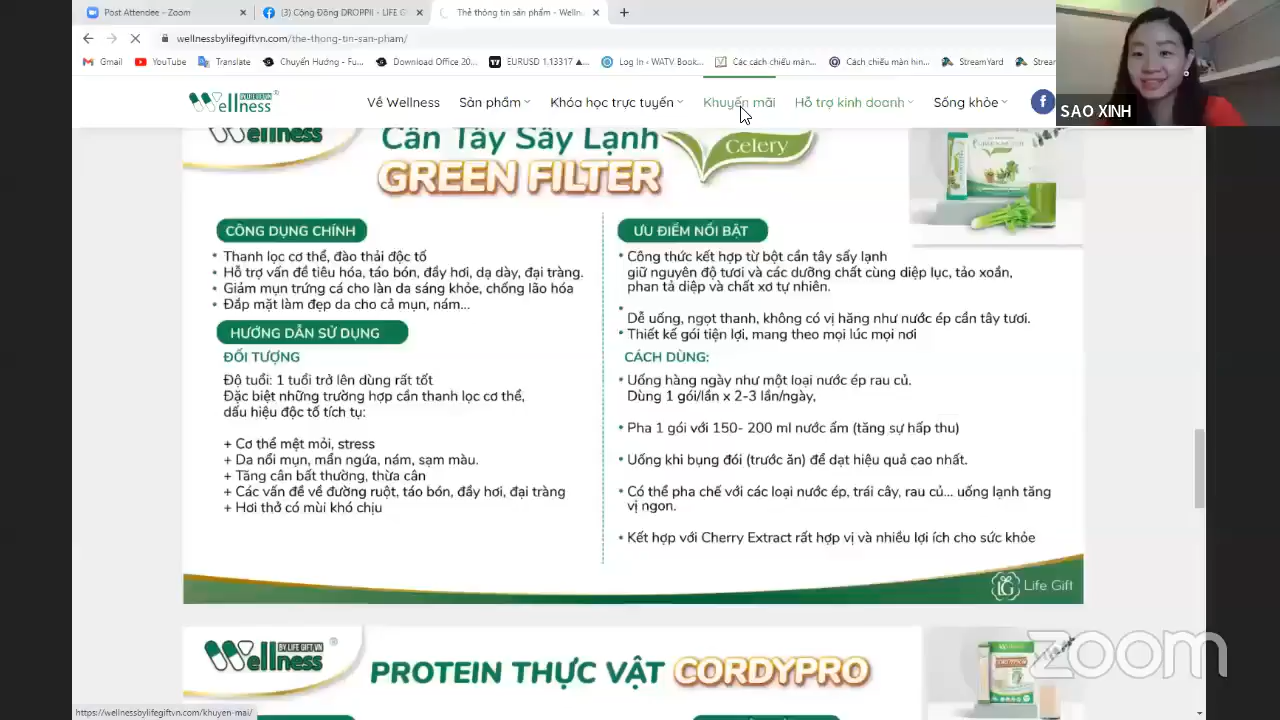 Post Attendee - Zoom
(3) Cộng Đồng DROPPII - LIFE G
Thẻ thông tin sản phẩm - Welln
wellnessbylifegiftvn.com/the-thong-tin-san-pham/
Gmail
YouTube
Translate
Chuyển Hướng - Fu...
Download Office 20...
EURUSD 1.13317 ▲...
Log In - WATV Book...
Các cách chiếu màn...
Cách chiếu màn hìn...
StreamYard
Strea
Wellness
Về Wellness
Sản phẩm
Khóa học trực tuyến
Khuyến mãi
Hỗ trợ kinh doanh
Sống khỏe
SAO XINH
Wellness
Cần Tây Sấy Lạnh
GREEN FILTER
Celery
CÔNG DỤNG CHÍNH
Thanh lọc cơ thể, đào thải độc tố
Hỗ trợ vấn đề tiêu hóa, táo bón, đầy hơi, dạ dày, đại tràng.
Giảm mụn trứng cá cho làn da sáng khỏe, chống lão hóa
Đắp mặt làm đẹp da cho cả mụn, nám...
HƯỚNG DẪN SỬ DỤNG
ĐỐI TƯỢNG
Độ tuổi: 1 tuổi trở lên dùng rất tốt
Đặc biệt những trường hợp cần thanh lọc cơ thể,
dấu hiệu độc tố tích tụ:
+ Cơ thể mệt mỏi, stress
+ Da nổi mụn, mẩn ngứa, nám, sạm màu.
+ Tăng cân bất thường, thừa cân
+ Các vấn đề về đường ruột, táo bón, đầy hơi, đại tràng
+ Hơi thở có mùi khó chịu
ƯU ĐIỂM NỔI BẬT
Công thức kết hợp từ bột cần tây sấy lạnh
giữ nguyên độ tươi và các dưỡng chất cùng diệp lục, tảo xoắn,
phan tả diệp và chất xơ tự nhiên.
Dễ uống, ngọt thanh, không có vị hăng như nước ép cần tây tươi.
Thiết kế gói tiện lợi, mang theo mọi lúc mọi nơi
CÁCH DÙNG:
Uống hàng ngày như một loại nước ép rau củ.
Dùng 1 gói/lần x 2-3 lần/ngày,
Pha 1 gói với 150- 200 ml nước ấm (tăng sự hấp thu)
Uống khi bụng đói (trước ăn) để đạt hiệu quả cao nhất.
Có thể pha chế với các loại nước ép, trái cây, rau củ... uống lạnh tăng
vị ngon.
Kết hợp với Cherry Extract rất hợp vị và nhiều lợi ích cho sức khỏe
Life Gift
Wellness
BY LIFE GIFT.VN
PROTEIN THỰC VẬT CORDYPRO
zoom
https://wellnessbylifegiftvn.com/khuyen-mai/